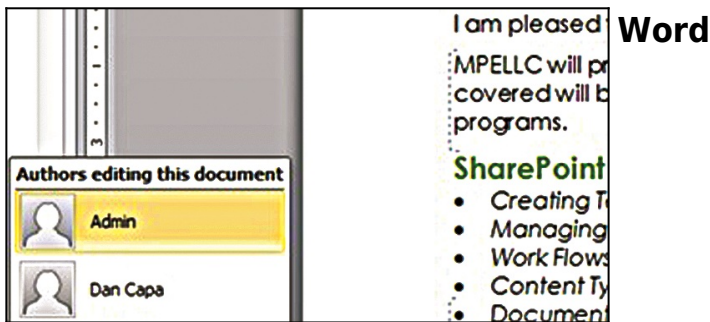 Word
I am pleased
MPELLC will pr
covered will b
programs.
SharePoint
• Creating T
• Managing
• Work Flows
• Content Ty
• Document
3
Authors editing this document
Admin
Dan Capa